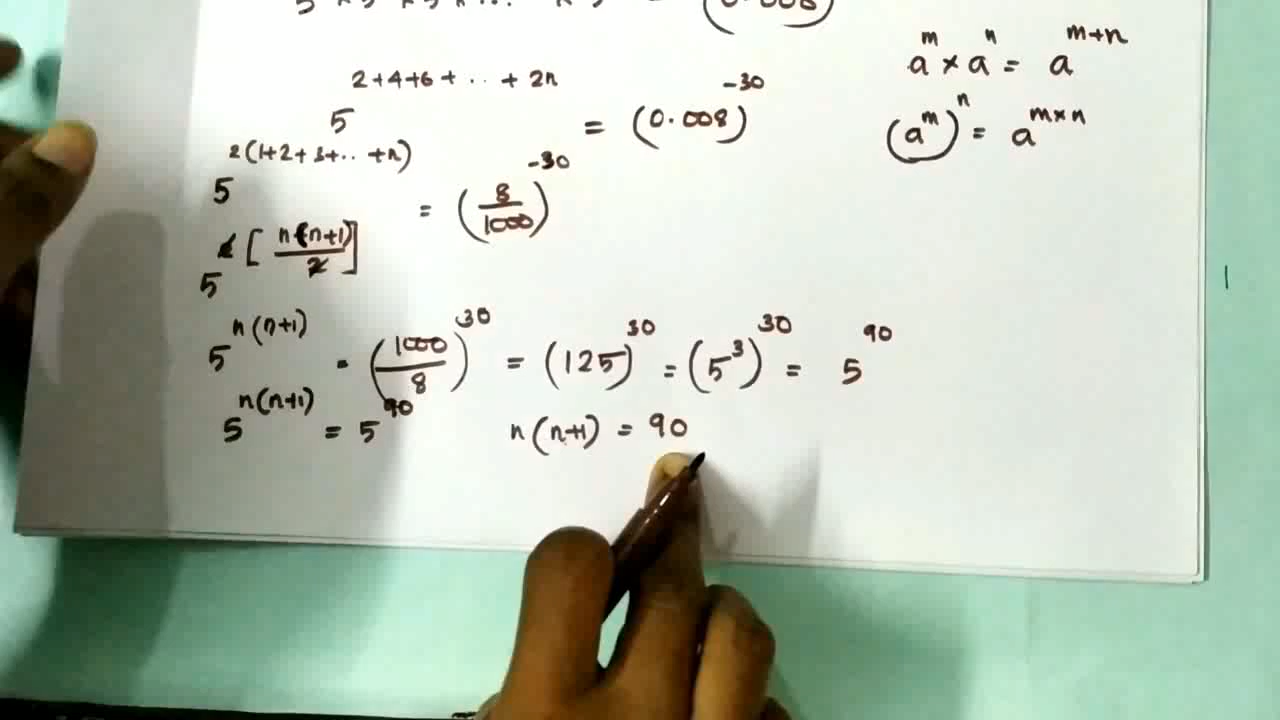 5^{2+4+6+..+2n} = (0.008)^{-30}
5^{2(1+2+3+..+n)} = (8/1000)^{-30}
5^{2[n(n+1)/2]}
5^{n(n+1)} = (1000/8)^{30} = (125)^{30} = (5^3)^{30} = 5^{90}
5^{n(n+1)} = 5^{90} n(n+1) = 90
a^m × a^n = a^{m+n}
(a^m)^n = a^{m×n}